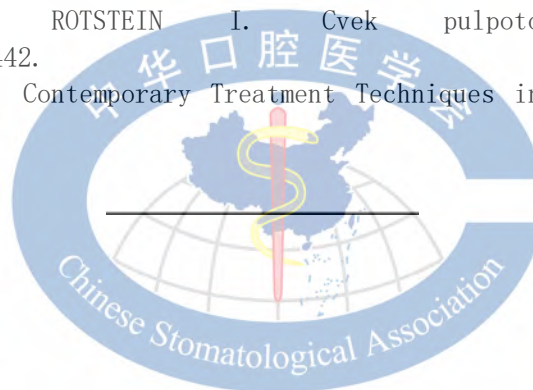 ROTSTEIN I. Cvek pulpoto
42.
Contemporary Treatment Techniques in
中华口腔医学会
Chinese Stomatological Association